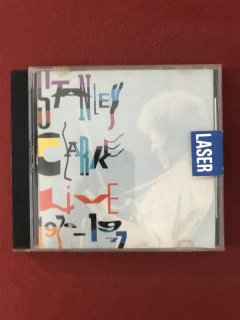 STANLEY
CLARKE
LIVE
1976-1977
LASER